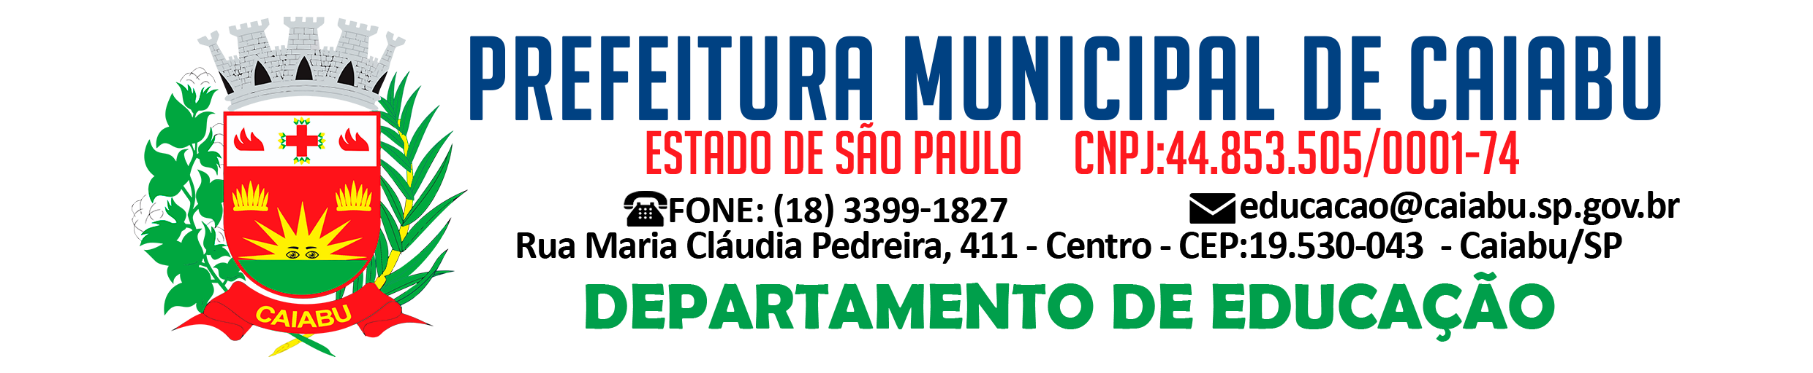 PREFEITURA MUNICIPAL DE CAIABU
ESTADO DE SÃO PAULO CNPJ:44.853.505/0001-74
FONE: (18) 3399-1827 educacao@caiabu.sp.gov.br
Rua Maria Cláudia Pedreira, 411 - Centro - CEP:19.530-043 - Caiabu/SP
DEPARTAMENTO DE EDUCAÇÃO
CAIABU